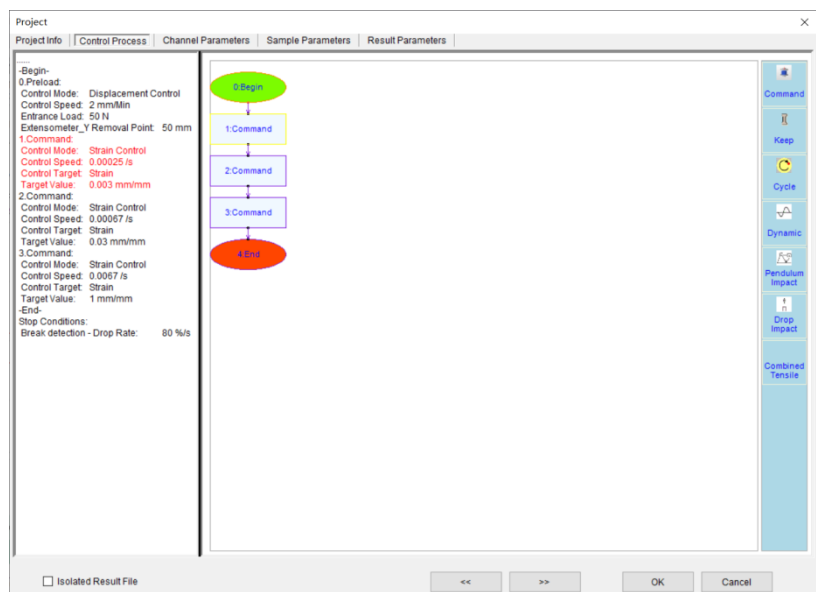 Project
Project Info
Control Process
Channel Parameters
Sample Parameters
Result Parameters
......
-Begin-
0.Preload:
Control Mode: Displacement Control
Control Speed: 2 mm/Min
Entrance Load: 50 N
Extensometer_Y Removal Point: 50 mm
1.Command:
Control Mode: Strain Control
Control Speed: 0.00025 /s
Control Target: Strain
Target Value: 0.003 mm/mm
2.Command:
Control Mode: Strain Control
Control Speed: 0.00067 /s
Control Target: Strain
Target Value: 0.03 mm/mm
3.Command:
Control Mode: Strain Control
Control Speed: 0.0067 /s
Control Target: Strain
Target Value: 1 mm/mm
-End-
Stop Conditions:
Break detection - Drop Rate: 80 %/s
0:Begin
1:Command
2:Command
3:Command
4:End
Command
Keep
Cycle
Dynamic
Pendulum
Impact
Drop
Impact
Combined
Tensile
Isolated Result File
<<
>>
OK
Cancel